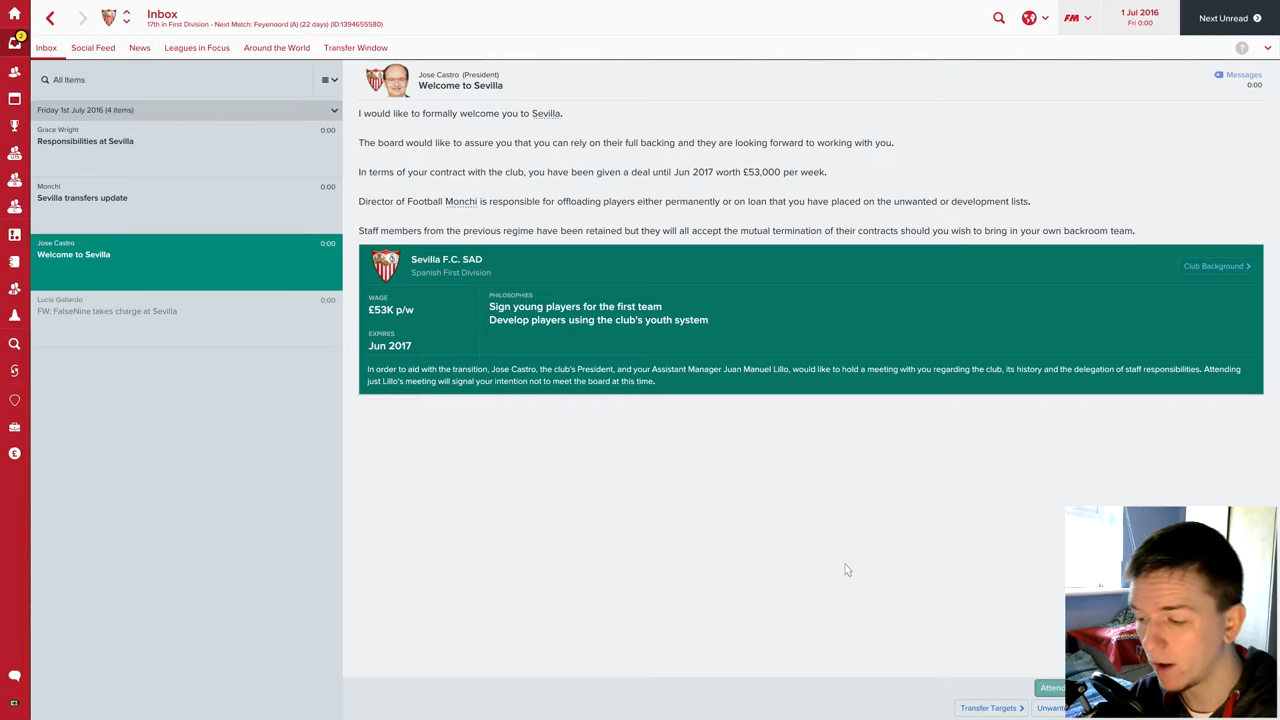 Inbox
17th in First Division - Next Match: Feyenoord (A) (22 days) (ID:1394655580)
FM
1 Jul 2016
Fri 0:00
Next Unread
2
Inbox
Social Feed
News
Leagues in Focus
Around the World
Transfer Window
?
All Items
Friday 1st July 2016 (4 items)
Grace Wright
0:00
Responsibilities at Sevilla
Monchi
0:00
Sevilla transfers update
Jose Castro
0:00
Welcome to Sevilla
Lucía Gallardo
0:00
FW: FalseNine takes charge at Sevilla
Jose Castro (President)
Welcome to Sevilla
Messages
0:00
I would like to formally welcome you to Sevilla.
The board would like to assure you that you can rely on their full backing and they are looking forward to working with you.
In terms of your contract with the club, you have been given a deal until Jun 2017 worth £53,000 per week.
Director of Football Monchi is responsible for offloading players either permanently or on loan that you have placed on the unwanted or development lists.
Staff members from the previous regime have been retained but they will all accept the mutual termination of their contracts should you wish to bring in your own backroom team.
Sevilla F.C. SAD
Spanish First Division
Club Background
WAGE
£53K p/w
EXPIRES
Jun 2017
PHILOSOPHIES
Sign young players for the first team
Develop players using the club's youth system
In order to aid with the transition, Jose Castro, the club's President, and your Assistant Manager Juan Manuel Lillo, would like to hold a meeting with you regarding the club, its history and the delegation of staff responsibilities. Attending
just Lillo's meeting will signal your intention not to meet the board at this time.
Attend
Transfer Targets
Unwant